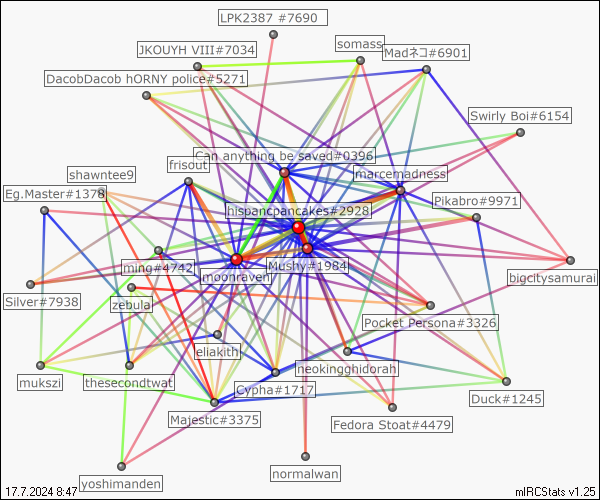 LPK2387 #7690
JKOUYH VIII#7034
somass
Madネコ#6901
DacobDacob hORNY police#5271
Swirly Boi#6154
Can anything be saved#0396
frisout
marcemadness
shawntee9
Eg.Master#1378
Pikabro#9971
hispancpancakes#2928
ming#4742
moonraven
Mushy#1984
bigcitysamurai
Silver#7938
zebula
Pocket Persona#3326
eliakith
neokingghidorah
mukszi
thesecondtwat
Cypha#1717
Duck#1245
Majestic#3375
Fedora Stoat#4479
normalwan
yoshimanden
17.7.2024 8:47
mIRCStats v1.25